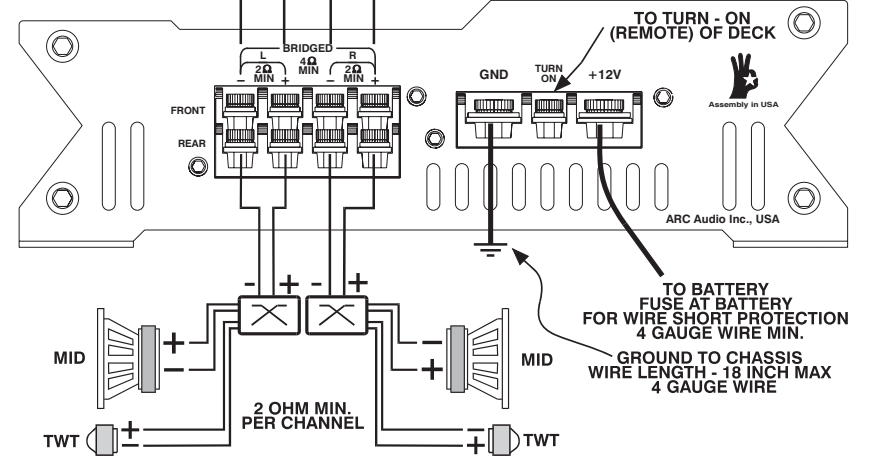 TO TURN - ON
(REMOTE) OF DECK
BRIDGED
L 4Ω R
2Ω MIN 2Ω
MIN MIN
- + - +
FRONT
REAR
GND TURN ON +12V
Assembly in USA
ARC Audio Inc., USA
- + - +
TO BATTERY
FUSE AT BATTERY
FOR WIRE SHORT PROTECTION
4 GAUGE WIRE MIN.
GROUND TO CHASSIS
WIRE LENGTH - 18 INCH MAX
4 GAUGE WIRE
MID + -
- + MID
2 OHM MIN.
PER CHANNEL
TWT + -
- + TWT